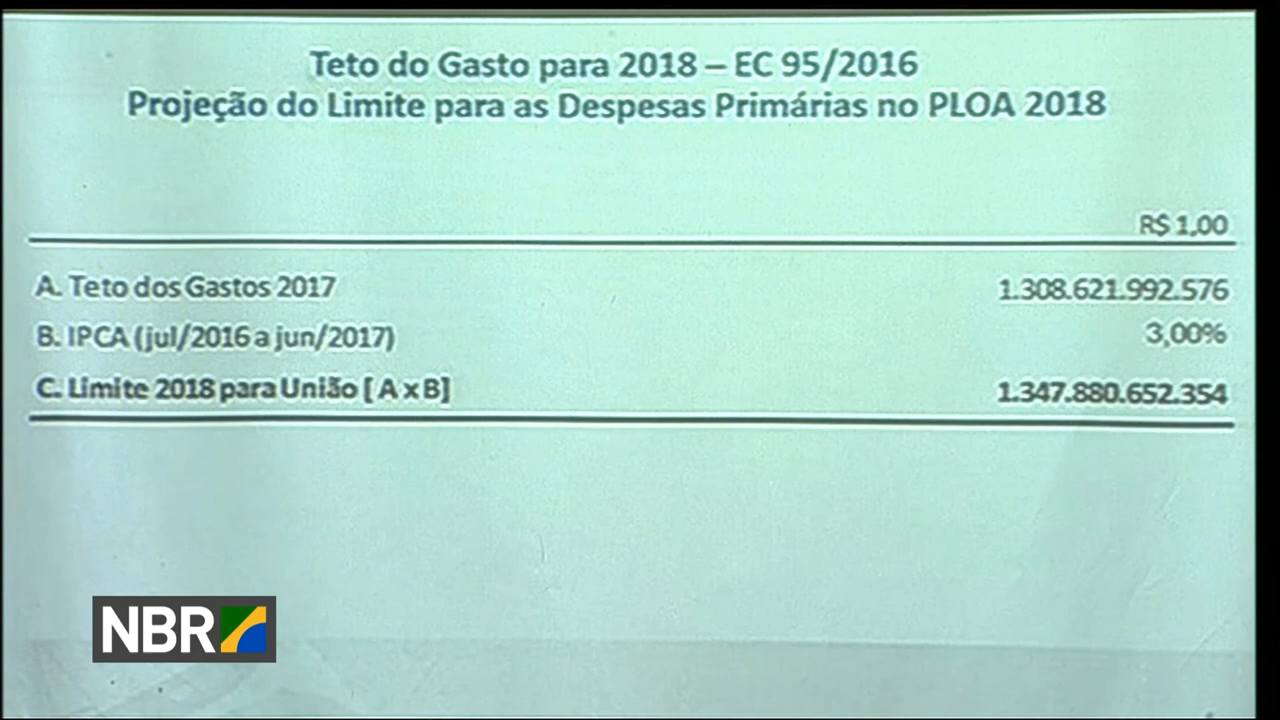 Teto do Gasto para 2018 – EC 95/2016
Projeção do Limite para as Despesas Primárias no PLOA 2018
R$ 1,00
A. Teto dos Gastos 2017 1.308.621.992.576
B. IPCA (jul/2016 a jun/2017) 3,00%
C. Limite 2018 para União [ A x B] 1.347.880.652.354
NBR